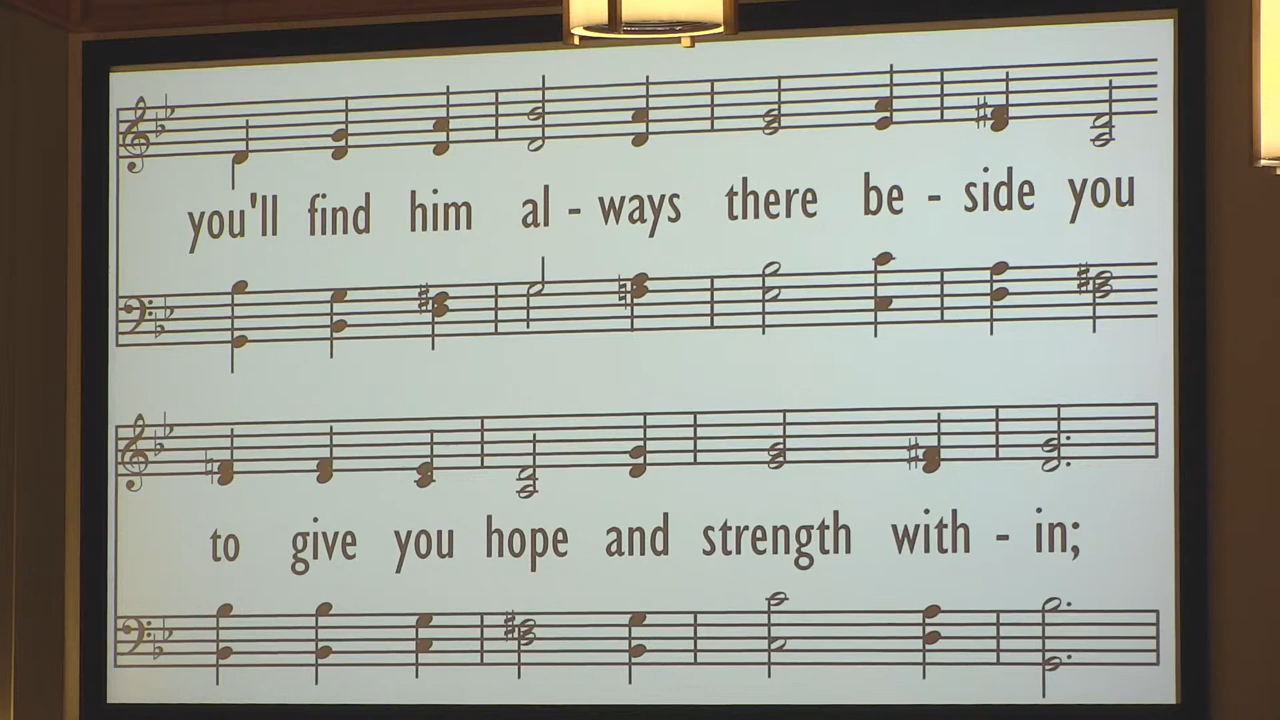 you'll find him al - ways there be - side you
to give you hope and strength with - in;